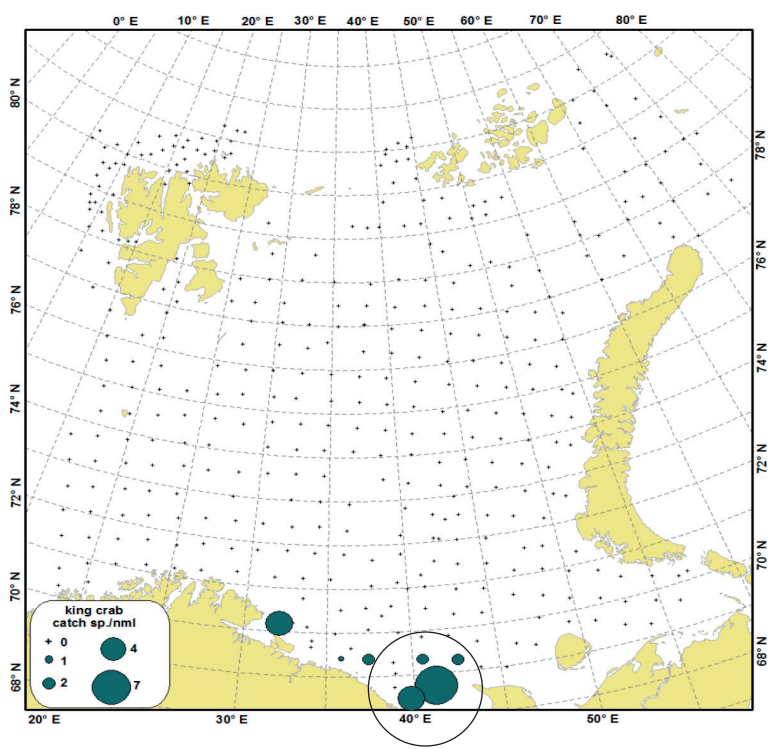 0° E 10° E 20° E 30° E 40° E 50° E 60° E 70° E 80° E
80° N
78° N
76° N
74° N
72° N
70° N
68° N
78° N
76° N
74° N
72° N
70° N
68° N
king crab
catch sp./nml
0
1
2
4
7
20° E 30° E 40° E 50° E